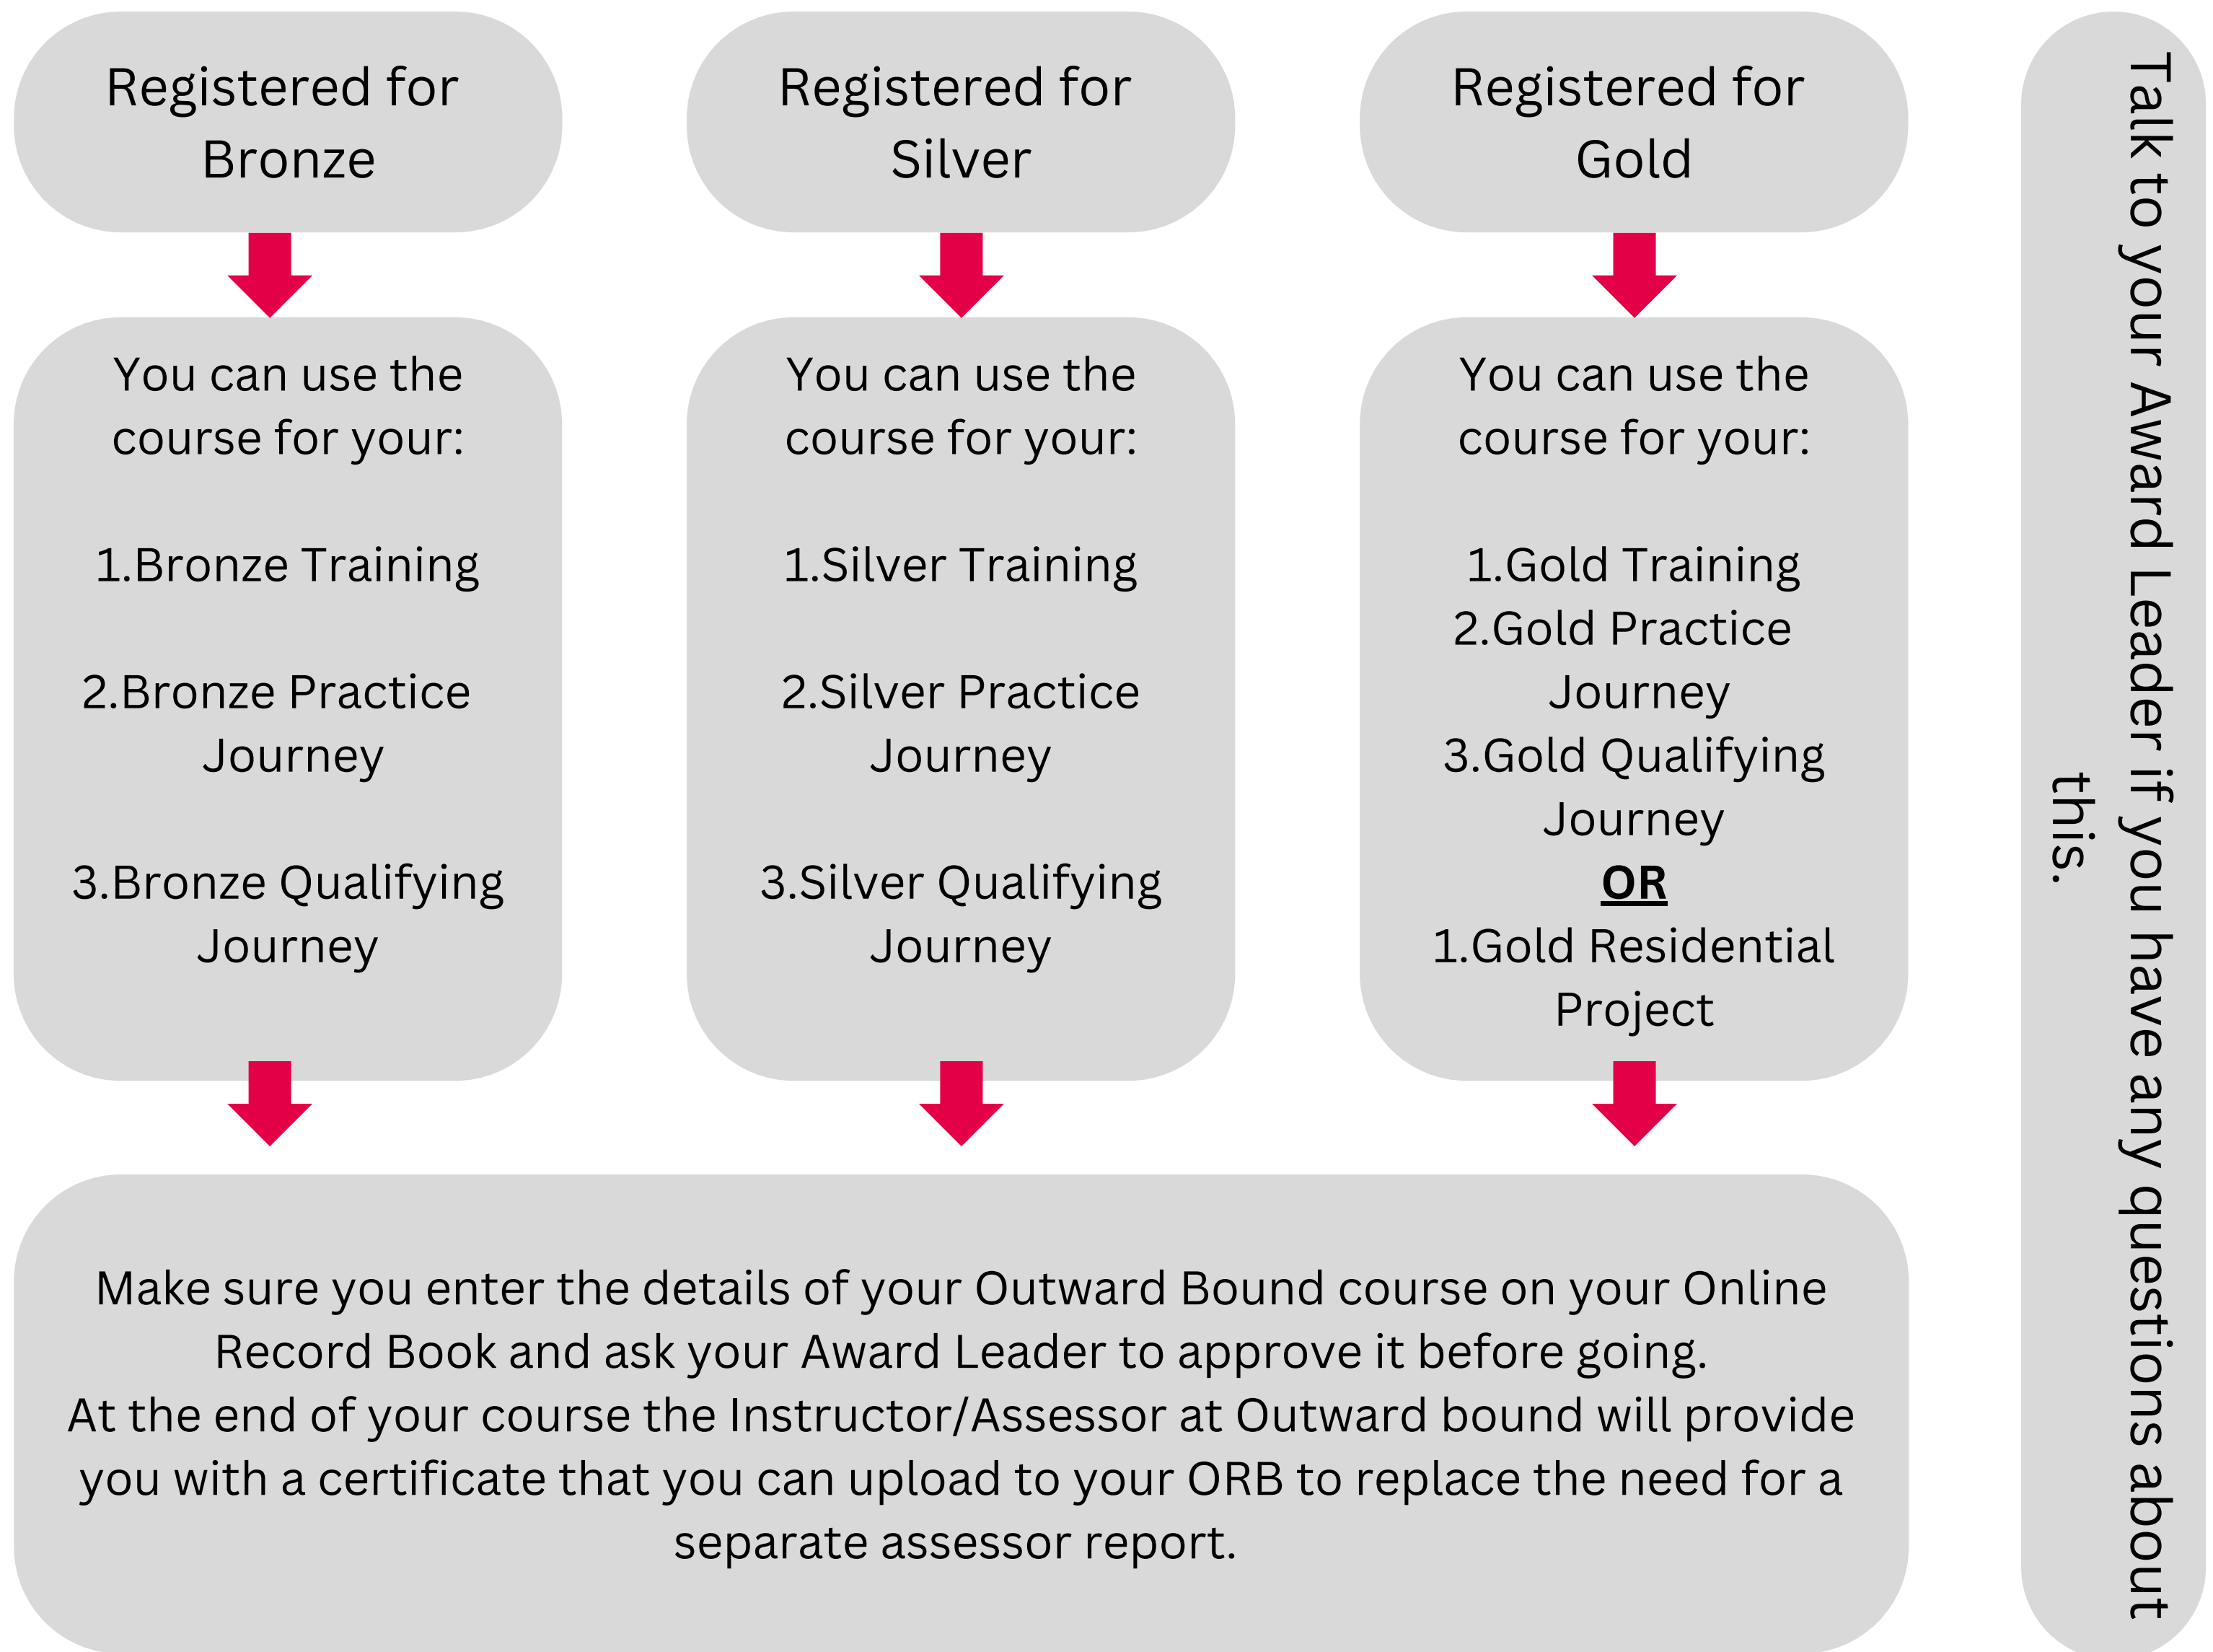 Registered for
Bronze
Registered for
Silver
Registered for
Gold
You can use the
course for your:
1.Bronze Training
2.Bronze Practice
Journey
3.Bronze Qualifying
Journey
You can use the
course for your:
1.Silver Training
2.Silver Practice
Journey
3.Silver Qualifying
Journey
You can use the
course for your:
1.Gold Training
2.Gold Practice
Journey
3.Gold Qualifying
Journey
OR
1.Gold Residential
Project
Make sure you enter the details of your Outward Bound course on your Online
Record Book and ask your Award Leader to approve it before going.
At the end of your course the Instructor/Assessor at Outward bound will provide
you with a certificate that you can upload to your ORB to replace the need for a
separate assessor report.
Talk to your Award Leader if you have any questions about
this.